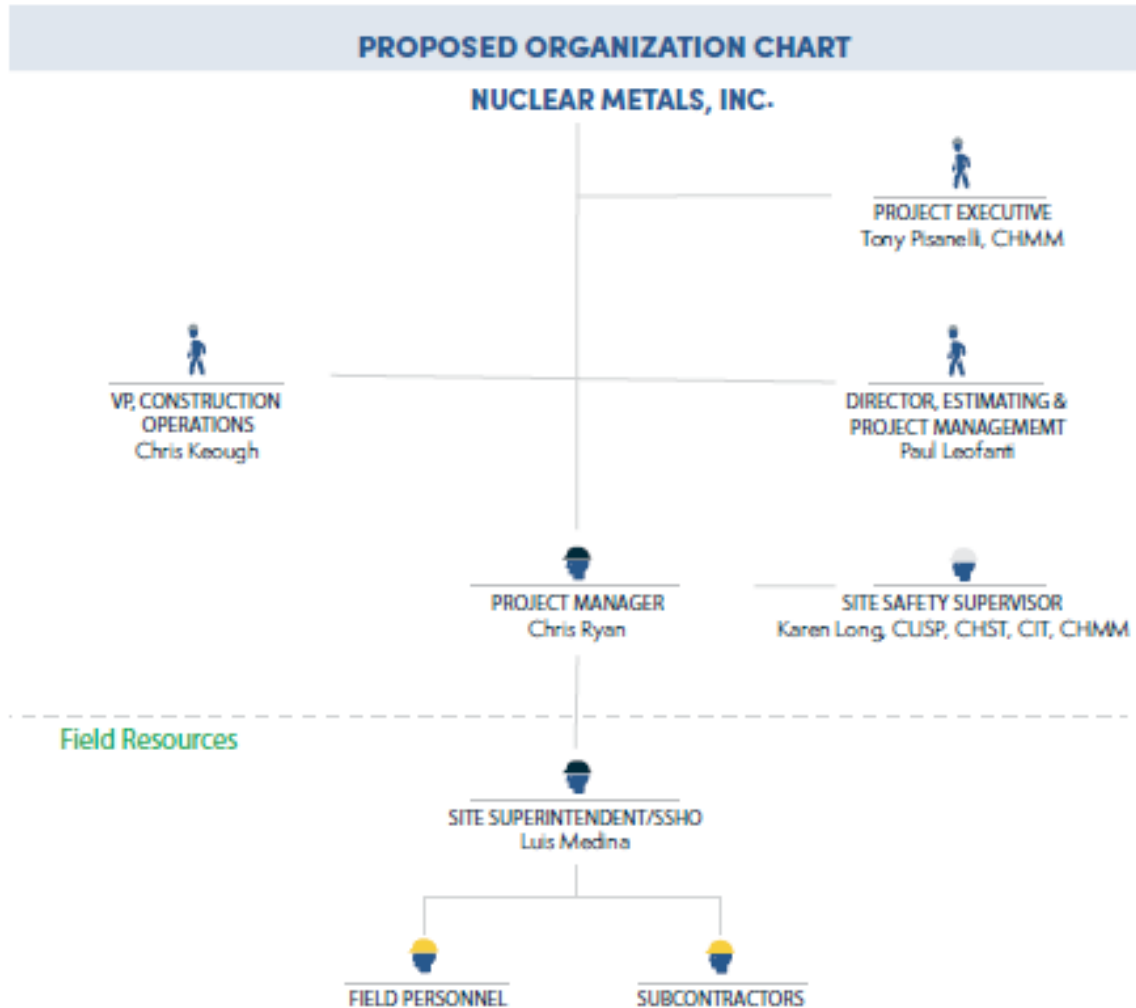 PROPOSED ORGANIZATION CHART
NUCLEAR METALS, INC.
PROJECT EXECUTIVE
Tony Pisanelli, CHMM
VP, CONSTRUCTION
OPERATIONS
Chris Keough
DIRECTOR, ESTIMATING &
PROJECT MANAGEMEMT
Paul Leofanti
PROJECT MANAGER
Chris Ryan
SITE SAFETY SUPERVISOR
Karen Long, CUSP, CHST, CIT, CHMM
Field Resources
SITE SUPERINTENDENT/SSHO
Luis Medina
FIELD PERSONNEL
SUBCONTRACTORS